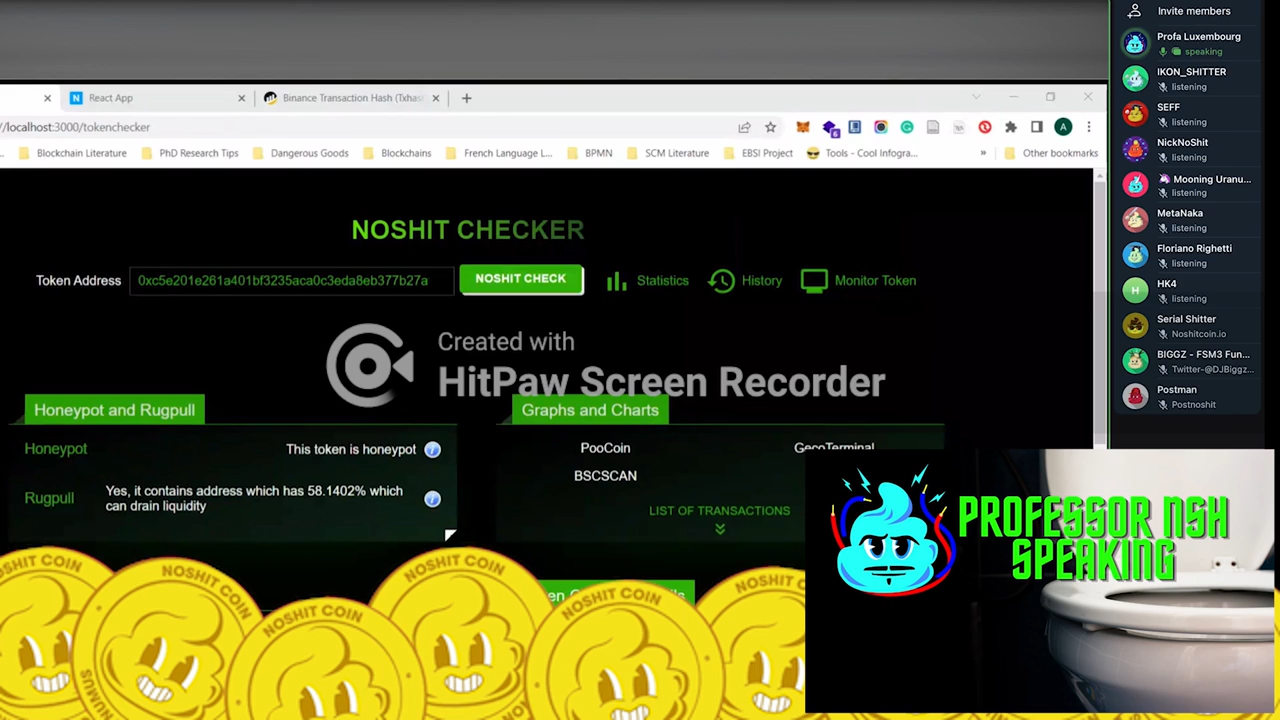 Invite members
Profa Luxembourg
speaking
IKON_SHITTER
listening
SEFF
listening
NickNoShit
listening
Mooning Uranu...
listening
MetaNaka
listening
Floriano Righetti
listening
H
HK4
listening
Serial Shitter
Noshitcoin.io
BIGGZ - FSM3 Fun...
Twitter-@DJBiggz...
Postman
Postnoshit
N React App
Binance Transaction Hash (Txhas
//localhost:3000/tokenchecker
6
A
...
Blockchain Literature
PhD Research Tips
Dangerous Goods
Blockchains
French Language L...
BPMN
SCM Literature
EBSI Project
Tools - Cool Infogra...
»
Other bookmarks
NOSHIT CHECKER
Token Address
0xc5e201e261a401bf3235aca0c3eda8eb377b27a
NOSHIT CHECK
Statistics
History
Monitor Token
Created with
HitPaw Screen Recorder
Honeypot and Rugpull
Graphs and Charts
Honeypot
This token is honeypot
PooCoin
GecoTerminal
BSCSCAN
Rugpull
Yes, it contains address which has 58.1402% which
can drain liquidity
LIST OF TRANSACTIONS
PROFESSOR NSH
SPEAKING
NOSHIT COIN
NOSHIT COIN
NOSHIT COIN
NOSHIT COIN
NOSHIT COIN
NUMUS